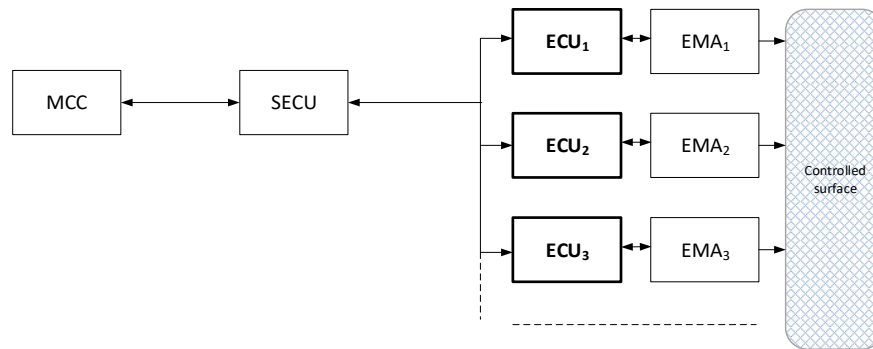 ECU₁ EMA₁
MCC SECU
ECU₂ EMA₂
Controlled
surface
ECU₃ EMA₃